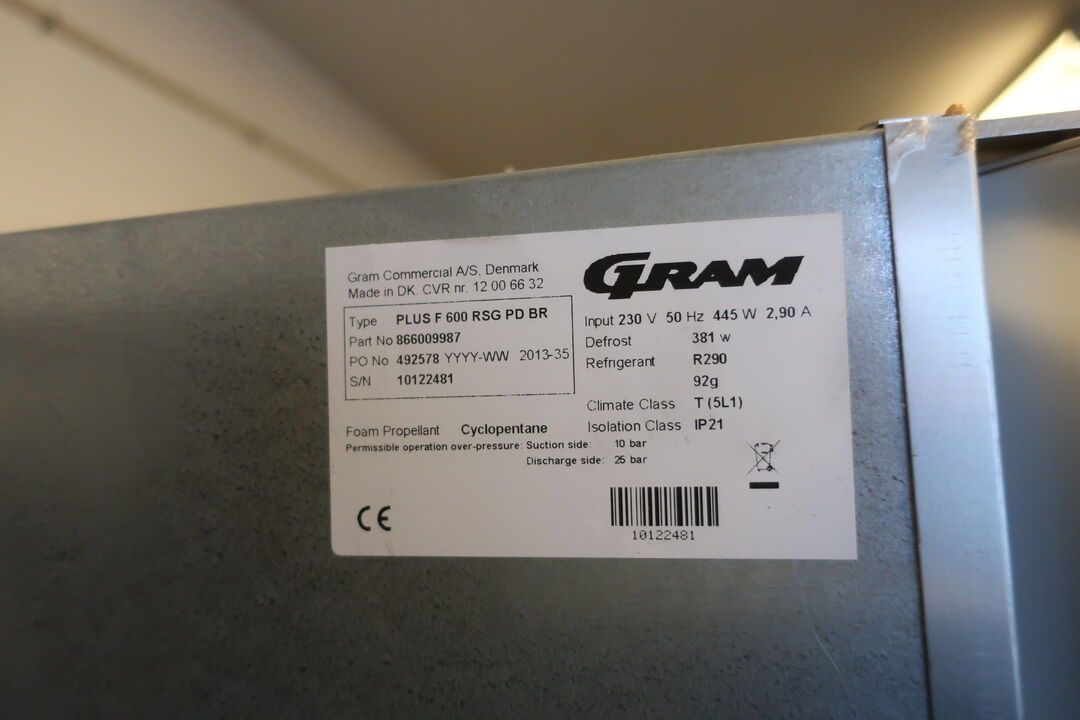 Gram Commercial A/S, Denmark
Made in DK. CVR nr. 12 00 66 32
Type PLUS F 600 RSG PD BR
Part No 866009987
PO No 492578 YYYY-WW 2013-35
S/N 10122481
GRAM
Input 230 V 50 Hz 445 W 2,90 A
Defrost 381 w
Refrigerant R290
92g
Climate Class T (5L1)
Isolation Class IP21
Foam Propellant Cyclopentane
Permissible operation over-pressure: Suction side: 10 bar
Discharge side: 25 bar
CE
10122481